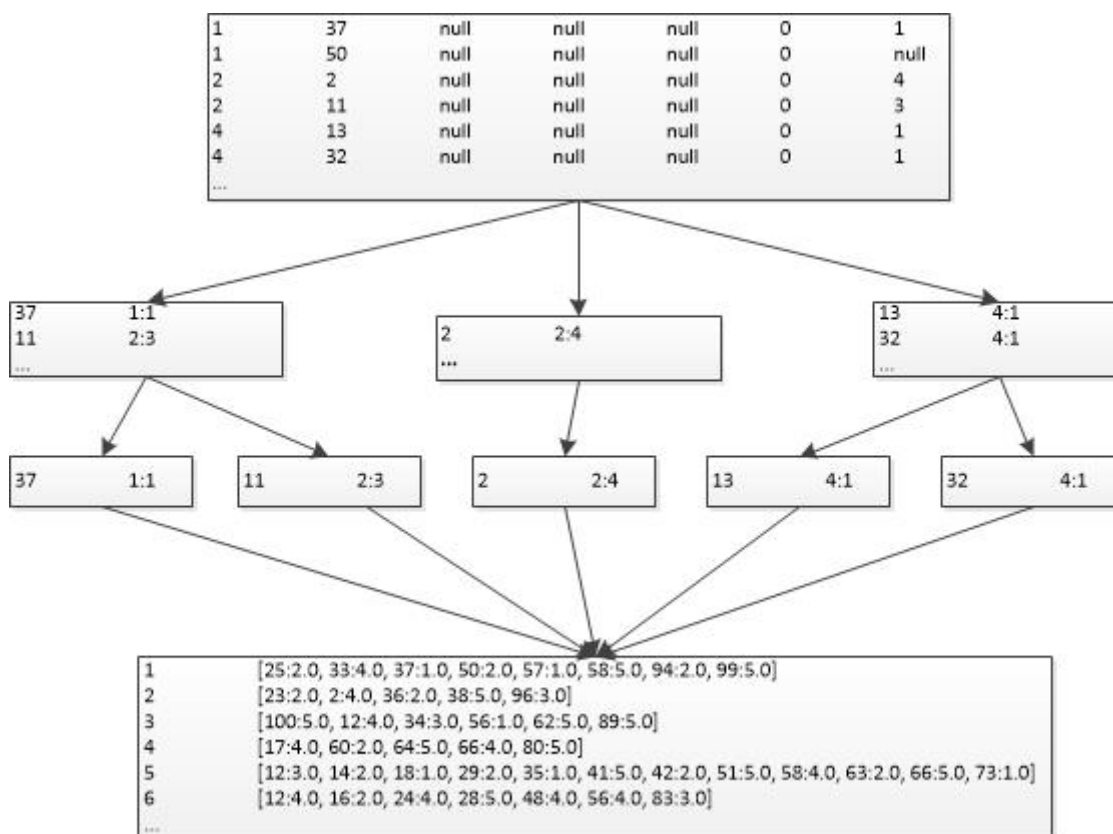 1 37 null null null 0 1
1 50 null null null 0 null
2 2 null null null 0 4
2 11 null null null 0 3
4 13 null null null 0 1
4 32 null null null 0 1
...
37 1:1
11 2:3
...
2 2:4
...
13 4:1
32 4:1
...
37 1:1
11 2:3
2 2:4
13 4:1
32 4:1
1 [25:2.0, 33:4.0, 37:1.0, 50:2.0, 57:1.0, 58:5.0, 94:2.0, 99:5.0]
2 [23:2.0, 2:4.0, 36:2.0, 38:5.0, 96:3.0]
3 [100:5.0, 12:4.0, 34:3.0, 56:1.0, 62:5.0, 89:5.0]
4 [17:4.0, 60:2.0, 64:5.0, 66:4.0, 80:5.0]
5 [12:3.0, 14:2.0, 18:1.0, 29:2.0, 35:1.0, 41:5.0, 42:2.0, 51:5.0, 58:4.0, 63:2.0, 66:5.0, 73:1.0]
6 [12:4.0, 16:2.0, 24:4.0, 28:5.0, 48:4.0, 56:4.0, 83:3.0]
...